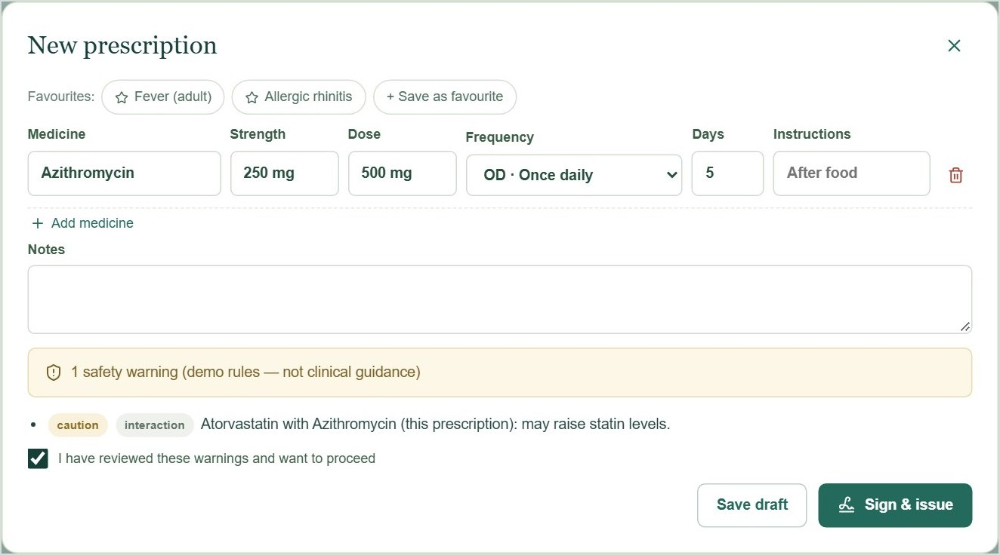 New prescription
Favourites: Fever (adult) Allergic rhinitis + Save as favourite
Medicine Strength Dose Frequency Days Instructions
Azithromycin 250 mg 500 mg OD · Once daily 5 After food
+ Add medicine
Notes
1 safety warning (demo rules — not clinical guidance)
• caution interaction Atorvastatin with Azithromycin (this prescription): may raise statin levels.
I have reviewed these warnings and want to proceed
Save draft Sign & issue